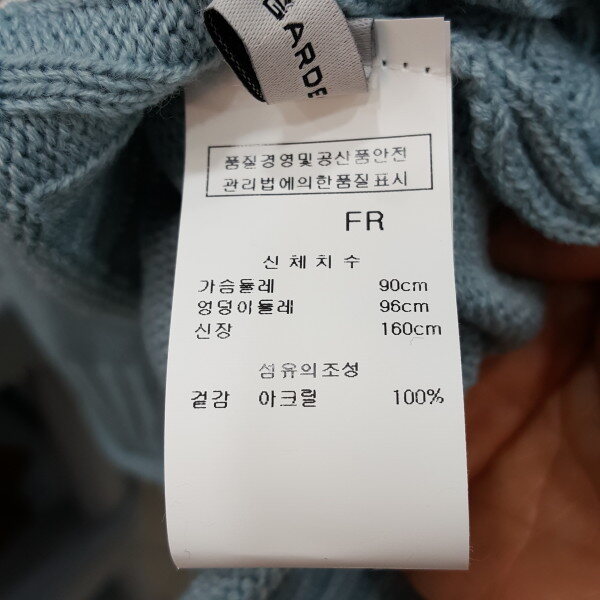 GARDE
품질경영및공산품안전
관리법에의한품질표시
FR
신체치수
가슴둘레 90cm
엉덩이둘레 96cm
신장 160cm
섬유의조성
겉감 아크릴 100%